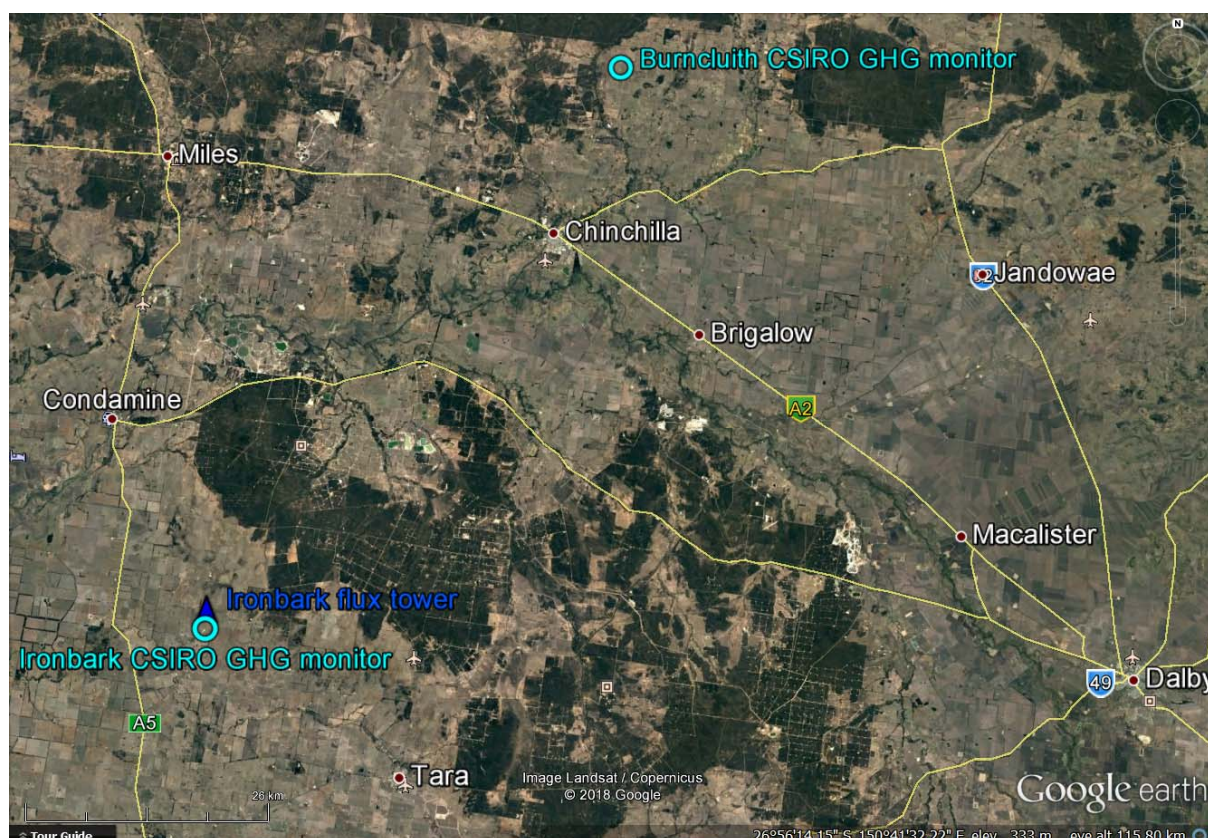 N
Burncluith CSIRO GHG monitor
Miles
Chinchilla
Jandowae
Brigalow
A2
Condamine
Macalister
Ironbark flux tower
Ironbark CSIRO GHG monitor
49
Dalby
A5
Tara
Image Landsat / Copernicus
© 2018 Google
Google earth
26 km
Tour Guide
26°56'14.15" S 150°41'32.22" E elev 333 m eye alt 115.80 km